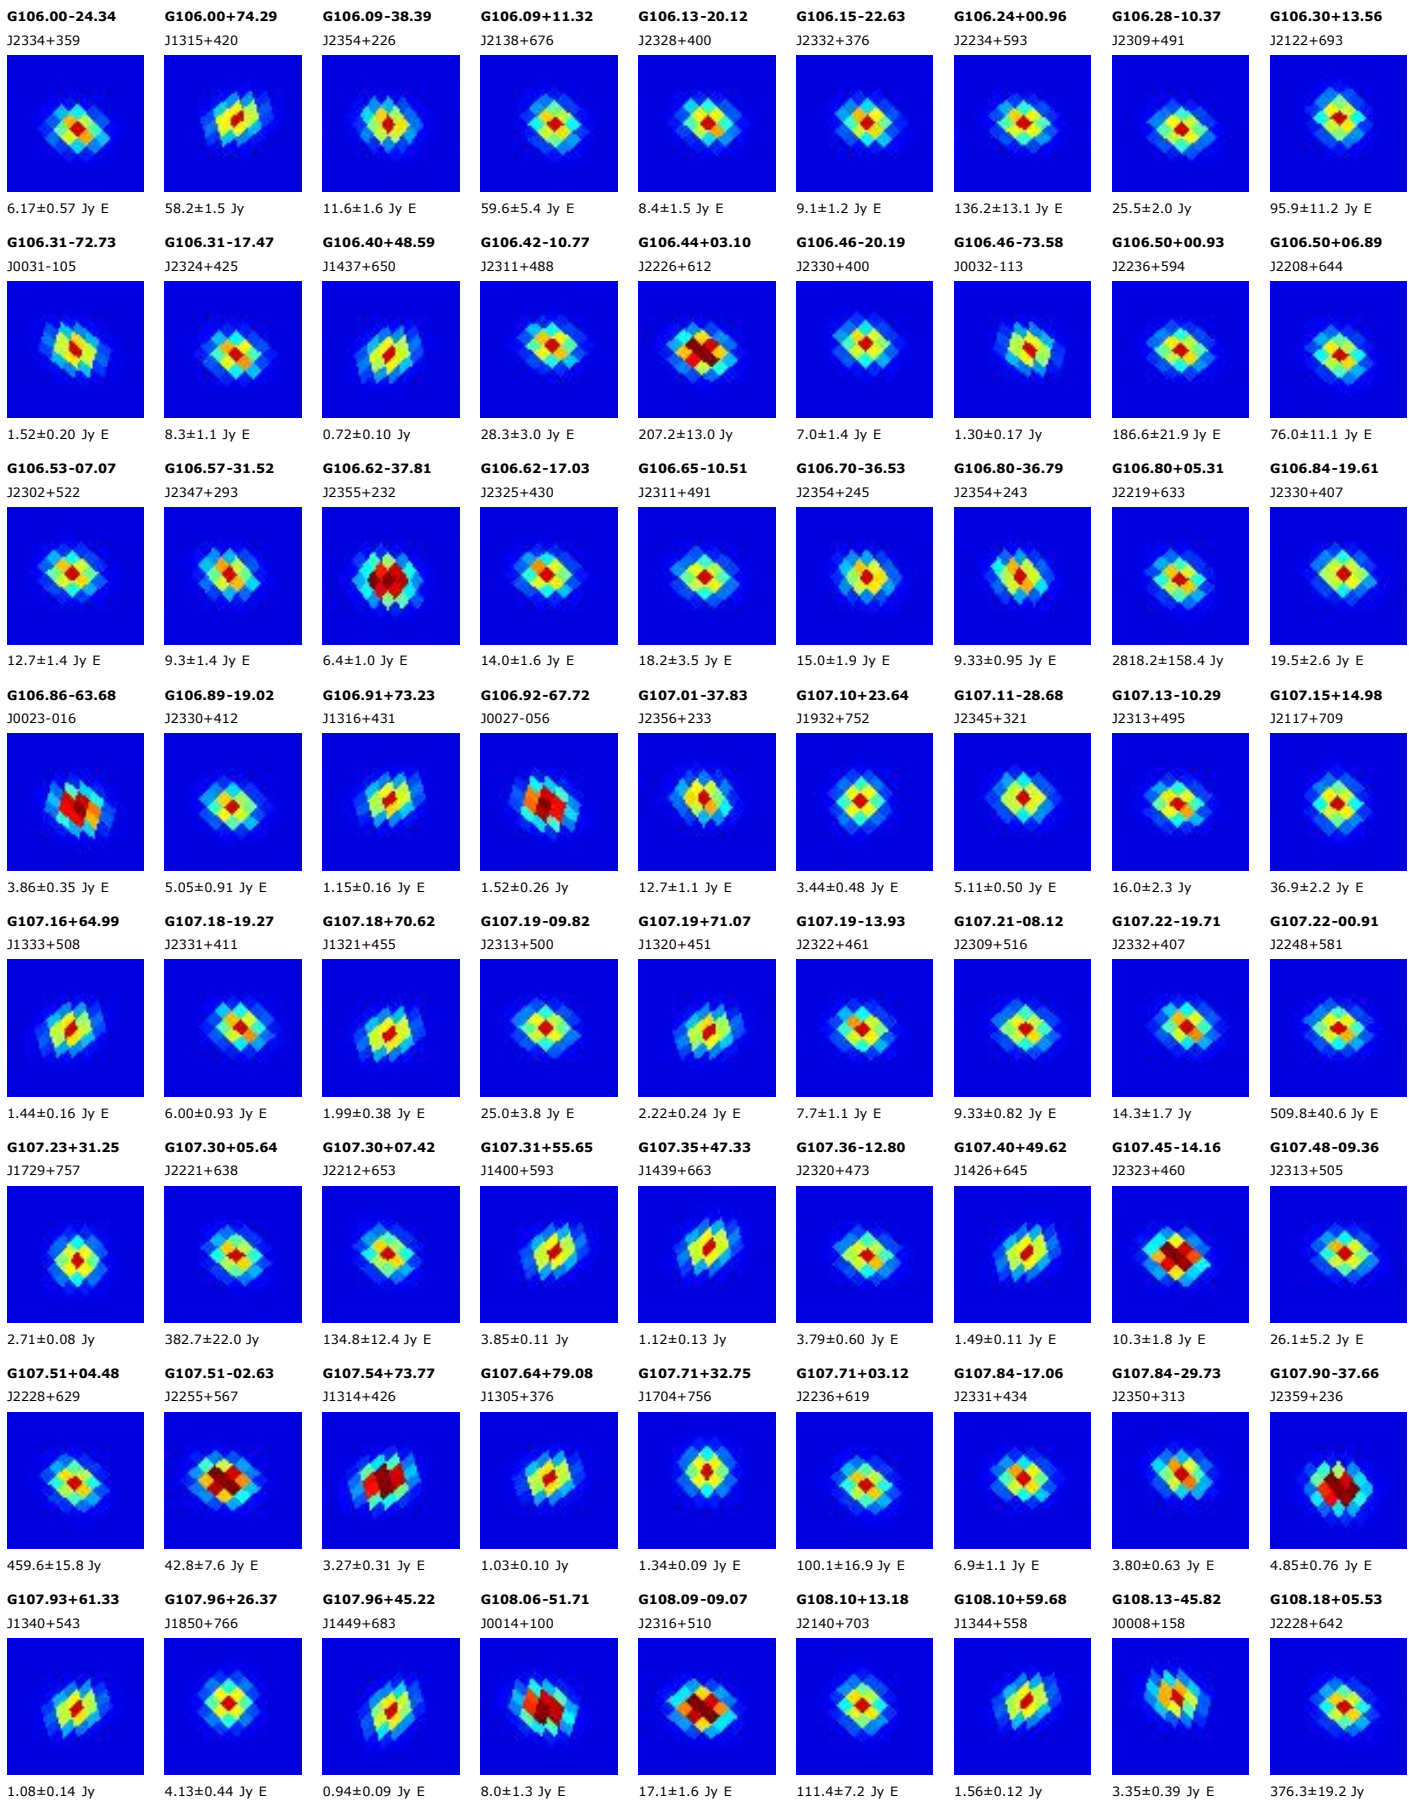 G106.00-24.34 G106.00+74.29 G106.09-38.39 G106.09+11.32 G106.13-20.12 G106.15-22.63 G106.24+00.96 G106.28-10.37 G106.30+13.56
J2334+359 J1315+420 J2354+226 J2138+676 J2328+400 J2332+376 J2234+593 J2309+491 J2122+693
6.17±0.57 Jy E 58.2±1.5 Jy 11.6±1.6 Jy E 59.6±5.4 Jy E 8.4±1.5 Jy E 9.1±1.2 Jy E 136.2±13.1 Jy E 25.5±2.0 Jy 95.9±11.2 Jy E
G106.31-72.73 G106.31-17.47 G106.40+48.59 G106.42-10.77 G106.44+03.10 G106.46-20.19 G106.46-73.58 G106.50+00.93 G106.50+06.89
J0031-105 J2324+425 J1437+650 J2311+488 J2226+612 J2330+400 J0032-113 J2236+594 J2208+644
1.52±0.20 Jy E 8.3±1.1 Jy E 0.72±0.10 Jy 28.3±3.0 Jy E 207.2±13.0 Jy 7.0±1.4 Jy E 1.30±0.17 Jy 186.6±21.9 Jy E 76.0±11.1 Jy E
G106.53-07.07 G106.57-31.52 G106.62-37.81 G106.62-17.03 G106.65-10.51 G106.70-36.53 G106.80-36.79 G106.80+05.31 G106.84-19.61
J2302+522 J2347+293 J2355+232 J2325+430 J2311+491 J2354+245 J2354+243 J2219+633 J2330+407
12.7±1.4 Jy E 9.3±1.4 Jy E 6.4±1.0 Jy E 14.0±1.6 Jy E 18.2±3.5 Jy E 15.0±1.9 Jy E 9.33±0.95 Jy E 2818.2±158.4 Jy 19.5±2.6 Jy E
G106.86-63.68 G106.89-19.02 G106.91+73.23 G106.92-67.72 G107.01-37.83 G107.10+23.64 G107.11-28.68 G107.13-10.29 G107.15+14.98
J0023-016 J2330+412 J1316+431 J0027-056 J2356+233 J1932+752 J2345+321 J2313+495 J2117+709
3.86±0.35 Jy E 5.05±0.91 Jy E 1.15±0.16 Jy E 1.52±0.26 Jy 12.7±1.1 Jy E 3.44±0.48 Jy E 5.11±0.50 Jy E 16.0±2.3 Jy 36.9±2.2 Jy E
G107.16+64.99 G107.18-19.27 G107.18+70.62 G107.19-09.82 G107.19+71.07 G107.19-13.93 G107.21-08.12 G107.22-19.71 G107.22-00.91
J1333+508 J2331+411 J1321+455 J2313+500 J1320+451 J2322+461 J2309+516 J2332+407 J2248+581
1.44±0.16 Jy E 6.00±0.93 Jy E 1.99±0.38 Jy E 25.0±3.8 Jy E 2.22±0.24 Jy E 7.7±1.1 Jy E 9.33±0.82 Jy E 14.3±1.7 Jy 509.8±40.6 Jy E
G107.23+31.25 G107.30+05.64 G107.30+07.42 G107.31+55.65 G107.35+47.33 G107.36-12.80 G107.40+49.62 G107.45-14.16 G107.48-09.36
J1729+757 J2221+638 J2212+653 J1400+593 J1439+663 J2320+473 J1426+645 J2323+460 J2313+505
2.71±0.08 Jy 382.7±22.0 Jy 134.8±12.4 Jy E 3.85±0.11 Jy 1.12±0.13 Jy 3.79±0.60 Jy E 1.49±0.11 Jy E 10.3±1.8 Jy E 26.1±5.2 Jy E
G107.51+04.48 G107.51-02.63 G107.54+73.77 G107.64+79.08 G107.71+32.75 G107.71+03.12 G107.84-17.06 G107.84-29.73 G107.90-37.66
J2228+629 J2255+567 J1314+426 J1305+376 J1704+756 J2236+619 J2331+434 J2350+313 J2359+236
459.6±15.8 Jy 42.8±7.6 Jy E 3.27±0.31 Jy E 1.03±0.10 Jy 1.34±0.09 Jy E 100.1±16.9 Jy E 6.9±1.1 Jy E 3.80±0.63 Jy E 4.85±0.76 Jy E
G107.93+61.33 G107.96+26.37 G107.96+45.22 G108.06-51.71 G108.09-09.07 G108.10+13.18 G108.10+59.68 G108.13-45.82 G108.18+05.53
J1340+543 J1850+766 J1449+683 J0014+100 J2316+510 J2140+703 J1344+558 J0008+158 J2228+642
1.08±0.14 Jy 4.13±0.44 Jy E 0.94±0.09 Jy E 8.0±1.3 Jy E 17.1±1.6 Jy E 111.4±7.2 Jy E 1.56±0.12 Jy 3.35±0.39 Jy E 376.3±19.2 Jy